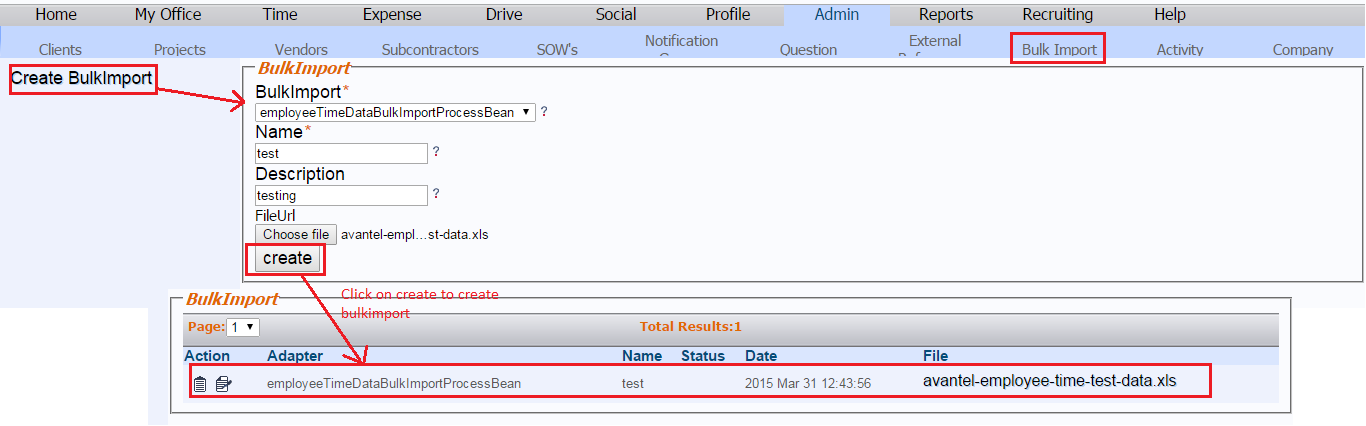 Home My Office Time Expense Drive Social Profile Admin Reports Recruiting Help
Clients Projects Vendors Subcontractors SOW's Notification Question External Bulk Import Activity Company
Create BulkImport
BulkImport
BulkImport*
employeeTimeDataBulkImportProcessBean ?
Name*
test ?
Description
testing ?
FileUrl
Choose file avantel-empl...st-data.xls
create
Click on create to create
bulkimport
BulkImport
Page: 1 Total Results:1
Action Adapter Name Status Date File
employeeTimeDataBulkImportProcessBean test 2015 Mar 31 12:43:56 avantel-employee-time-test-data.xls